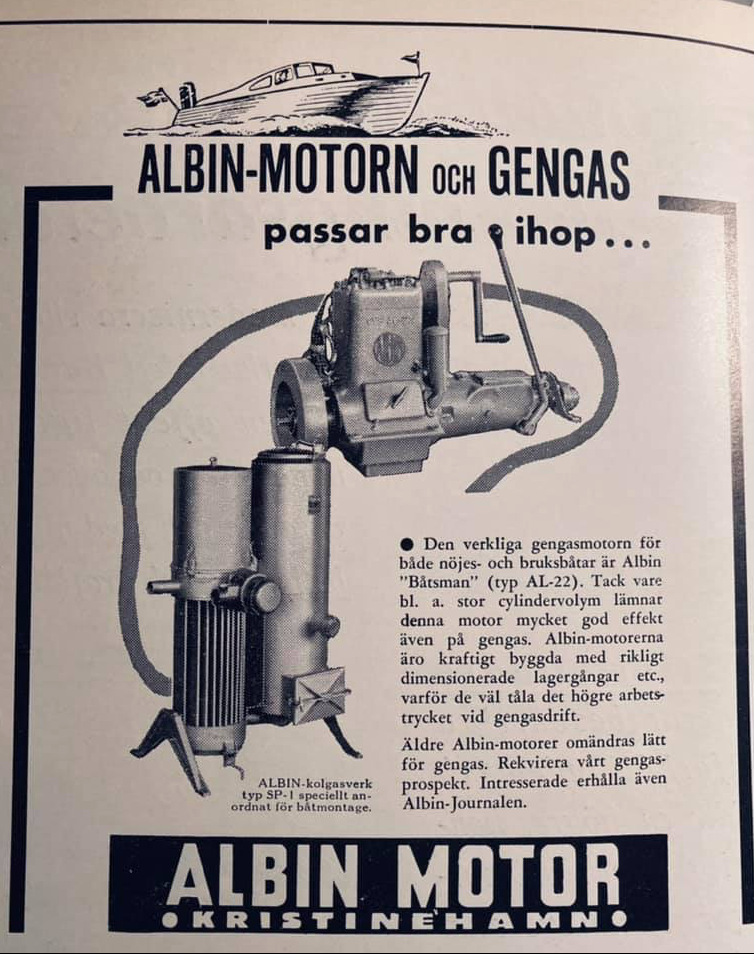 ALBIN-MOTORN OCH GENGAS
passar bra ihop...
● Den verkliga gengasmotorn för
både nöjes- och bruksbåtar är Albin
"Båtsman" (typ AL-22). Tack vare
bl. a. stor cylindervolym lämnar
denna motor mycket god effekt
även på gengas. Albin-motorerna
äro kraftigt byggda med rikligt
dimensionerade lagergångar etc.,
varför de väl tåla det högre arbets-
trycket vid gengasdrift.
Äldre Albin-motorer omändras lätt
för gengas. Rekvirera vårt gengas-
prospekt. Intresserade erhålla även
Albin-Journalen.
ALBIN-kolgasverk
typ SP-1 speciellt an-
ordnat för båtmontage.
ALBIN MOTOR
•KRISTINEHAMN•